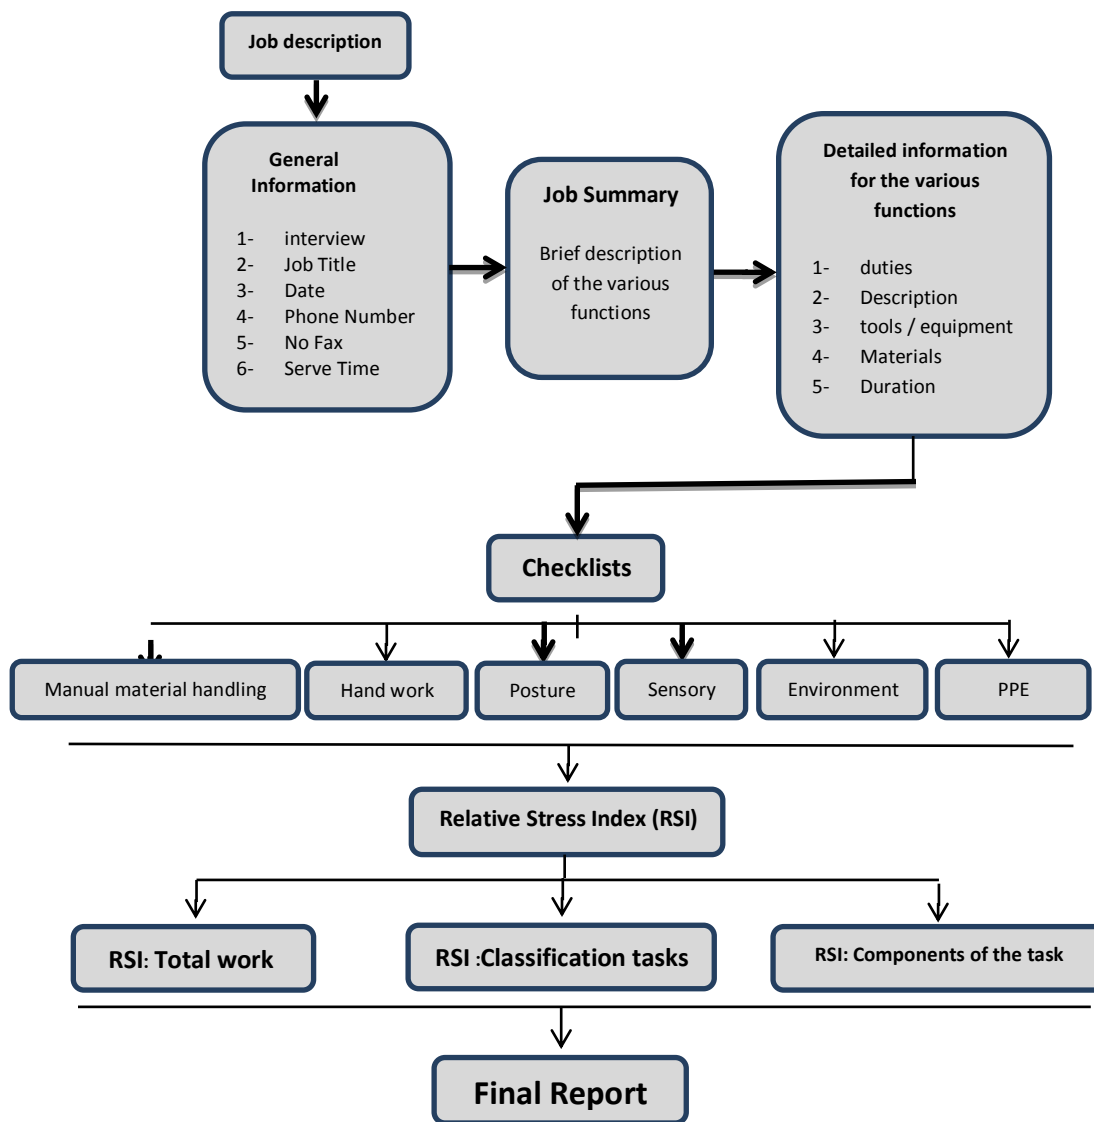 Job description
General
Information
1- interview
2- Job Title
3- Date
4- Phone Number
5- No Fax
6- Serve Time
Job Summary
Brief description
of the various
functions
Detailed information
for the various
functions
1- duties
2- Description
3- tools / equipment
4- Materials
5- Duration
Checklists
Manual material handling
Hand work
Posture
Sensory
Environment
PPE
Relative Stress Index (RSI)
RSI: Total work
RSI :Classification tasks
RSI: Components of the task
Final Report